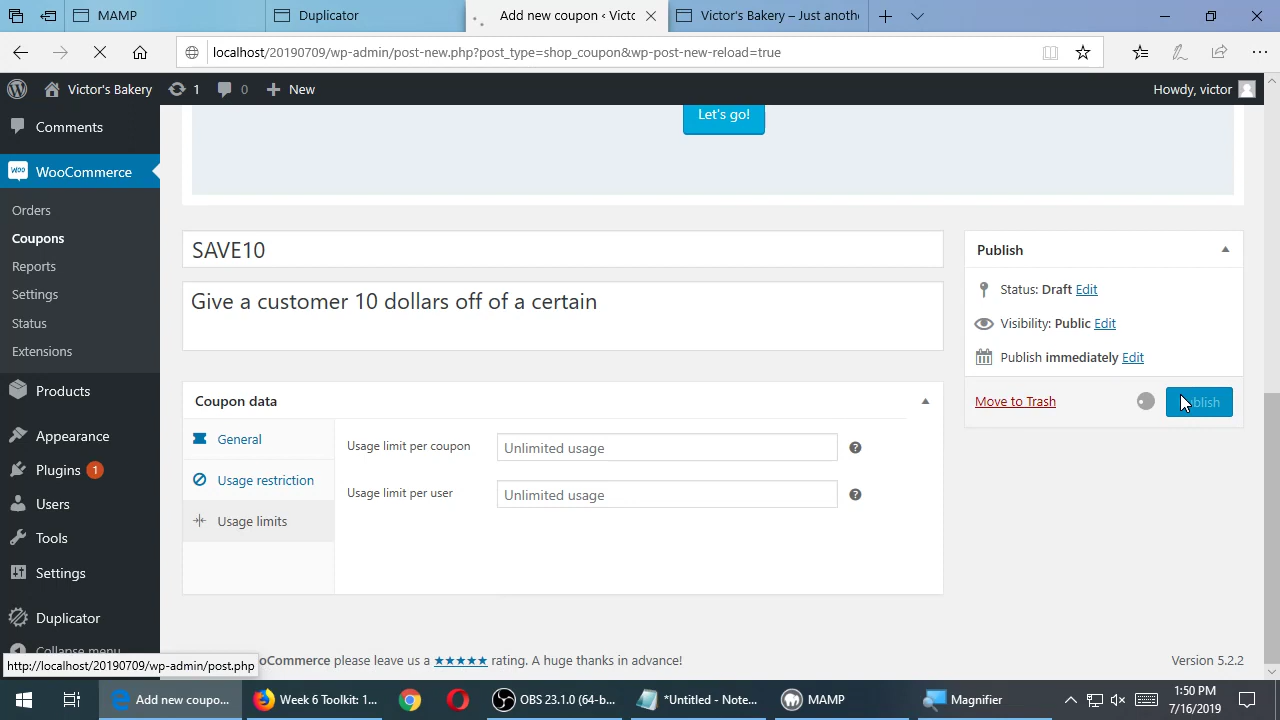 MAMP
Duplicator
Add new coupon ‹ Victo
Victor's Bakery – Just anoth
localhost/20190709/wp-admin/post-new.php?post_type=shop_coupon&wp-post-new-reload=true
Victor's Bakery
1
0
New
Howdy, victor
Comments
Let's go!
WooCommerce
Orders
Coupons
Reports
Settings
Status
Extensions
Products
Appearance
Plugins 1
Users
Tools
Settings
Duplicator
Collapse menu
SAVE10
Give a customer 10 dollars off of a certain
Coupon data
General
Usage restriction
Usage limits
Usage limit per coupon
Unlimited usage
Usage limit per user
Unlimited usage
Publish
Status: Draft Edit
Visibility: Public Edit
Publish immediately Edit
Move to Trash
Publish
http://localhost/20190709/wp-admin/post.php
oCommerce please leave us a ★★★★★ rating. A huge thanks in advance!
Version 5.2.2
Add new coupo...
Week 6 Toolkit: 1...
OBS 23.1.0 (64-b...
*Untitled - Note...
MAMP
Magnifier
1:50 PM
7/16/2019